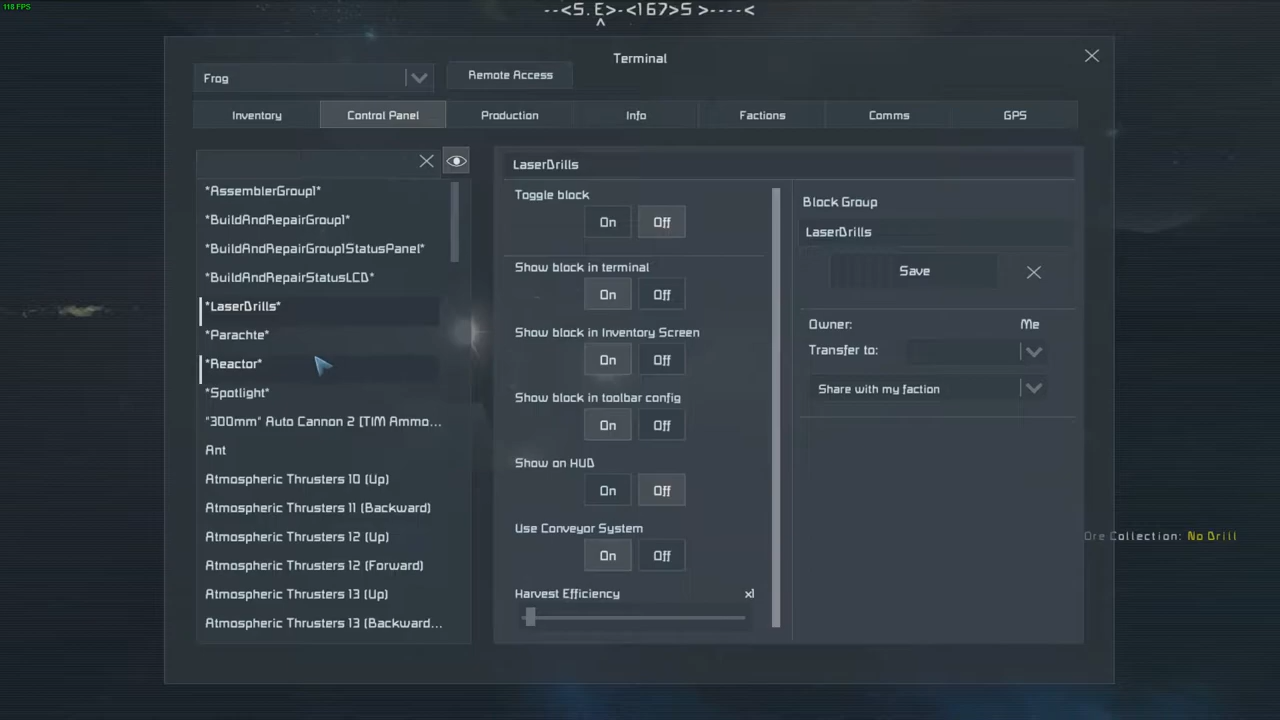 118 FPS
--<S. E>-<167>S >----<
^
Terminal
Frog
Remote Access
Inventory
Control Panel
Production
Info
Factions
Comms
GPS
LaserDrills
*AssemblerGroup1*
*BuildAndRepairGroup1*
*BuildAndRepairGroup1StatusPanel*
*BuildAndRepairStatusLCD*
*LaserDrills*
*Parachte*
*Reactor*
*Spotlight*
"300mm" Auto Cannon 2 [TIM Ammo...
Ant
Atmospheric Thrusters 10 (Up)
Atmospheric Thrusters 11 (Backward)
Atmospheric Thrusters 12 (Up)
Atmospheric Thrusters 12 (Forward)
Atmospheric Thrusters 13 (Up)
Atmospheric Thrusters 13 (Backward...
Toggle block
On Off
Show block in terminal
On Off
Show block in Inventory Screen
On Off
Show block in toolbar config
On Off
Show on HUD
On Off
Use Conveyor System
On Off
Harvest Efficiency x1
Block Group
LaserDrills
Save
Owner: Me
Transfer to:
Share with my faction
Ore Collection: No Drill